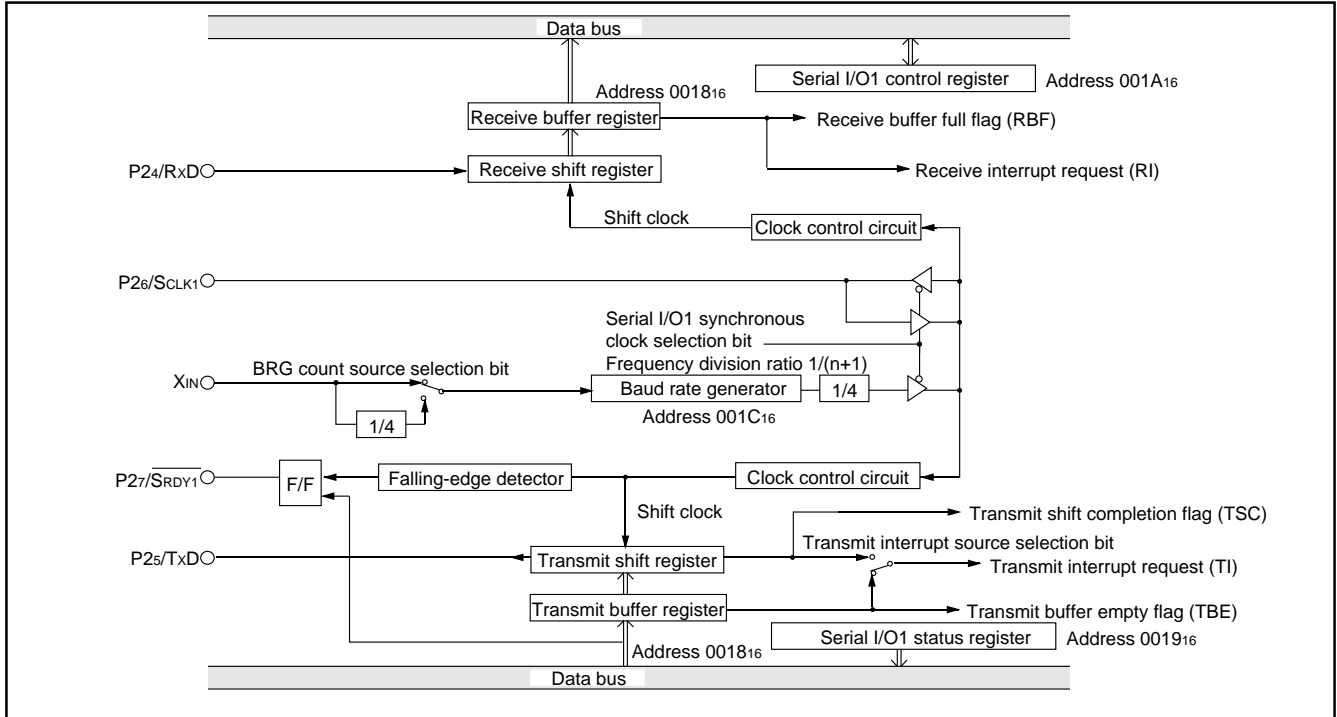 Data bus
Serial I/O1 control register
Address 001A16
Address 001816
Receive buffer register
Receive buffer full flag (RBF)
P24/RxD
Receive shift register
Receive interrupt request (RI)
Shift clock
Clock control circuit
P26/SCLK1
Serial I/O1 synchronous
clock selection bit
BRG count source selection bit
Frequency division ratio 1/(n+1)
XIN
Baud rate generator
1/4
1/4
Address 001C16
P27/SRDY1
F/F
Falling-edge detector
Clock control circuit
Shift clock
Transmit shift completion flag (TSC)
Transmit interrupt source selection bit
P25/TxD
Transmit shift register
Transmit interrupt request (TI)
Transmit buffer register
Transmit buffer empty flag (TBE)
Serial I/O1 status register
Address 001916
Address 001816
Data bus